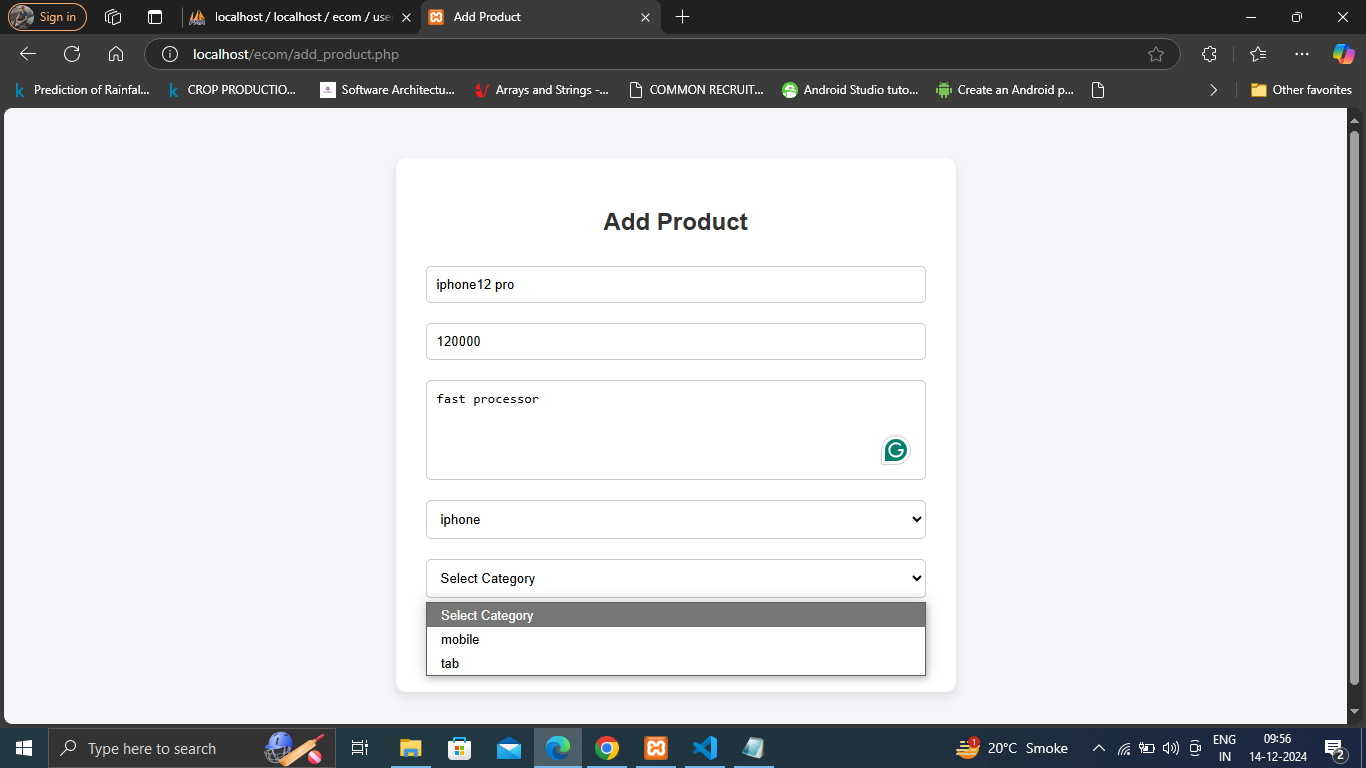 Sign in
localhost / localhost / ecom / use
Add Product
localhost/ecom/add_product.php
Prediction of Rainfal...
CROP PRODUCTIO...
Software Architectu...
Arrays and Strings -...
COMMON RECRUIT...
Android Studio tuto...
Create an Android p...
Other favorites
Add Product
iphone12 pro
120000
fast processor
iphone
Select Category
Select Category
mobile
tab
Type here to search
1
20°C Smoke
ENG
IN
09:56
14-12-2024
2